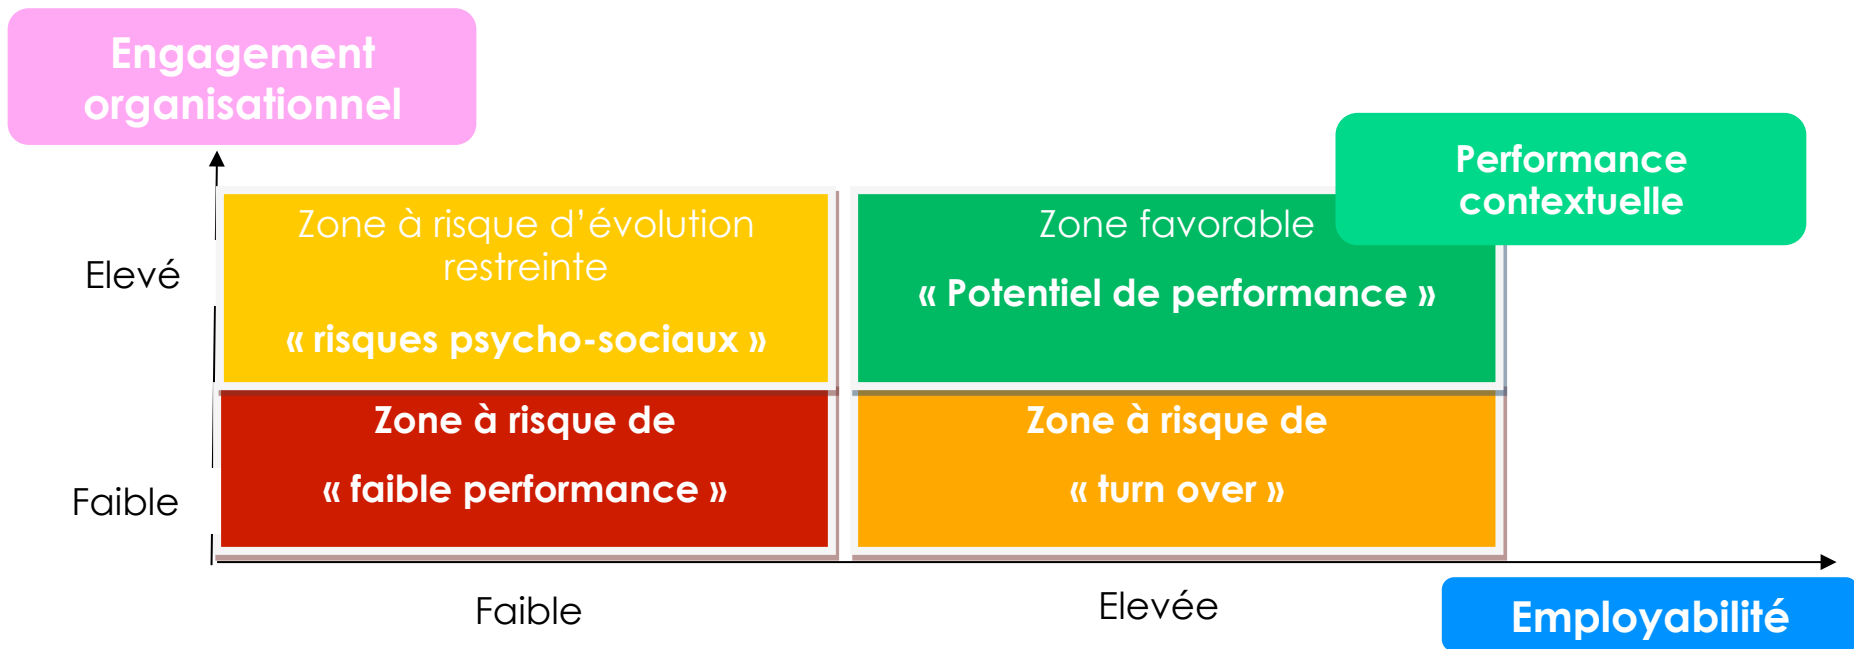 Engagement
organisationnel
Performance
contextuelle
Elevé
Zone à risque d’évolution
restreinte
« risques psycho-sociaux »
Zone favorable
« Potentiel de performance »
Faible
Zone à risque de
« faible performance »
Zone à risque de
« turn over »
Faible
Elevée
Employabilité